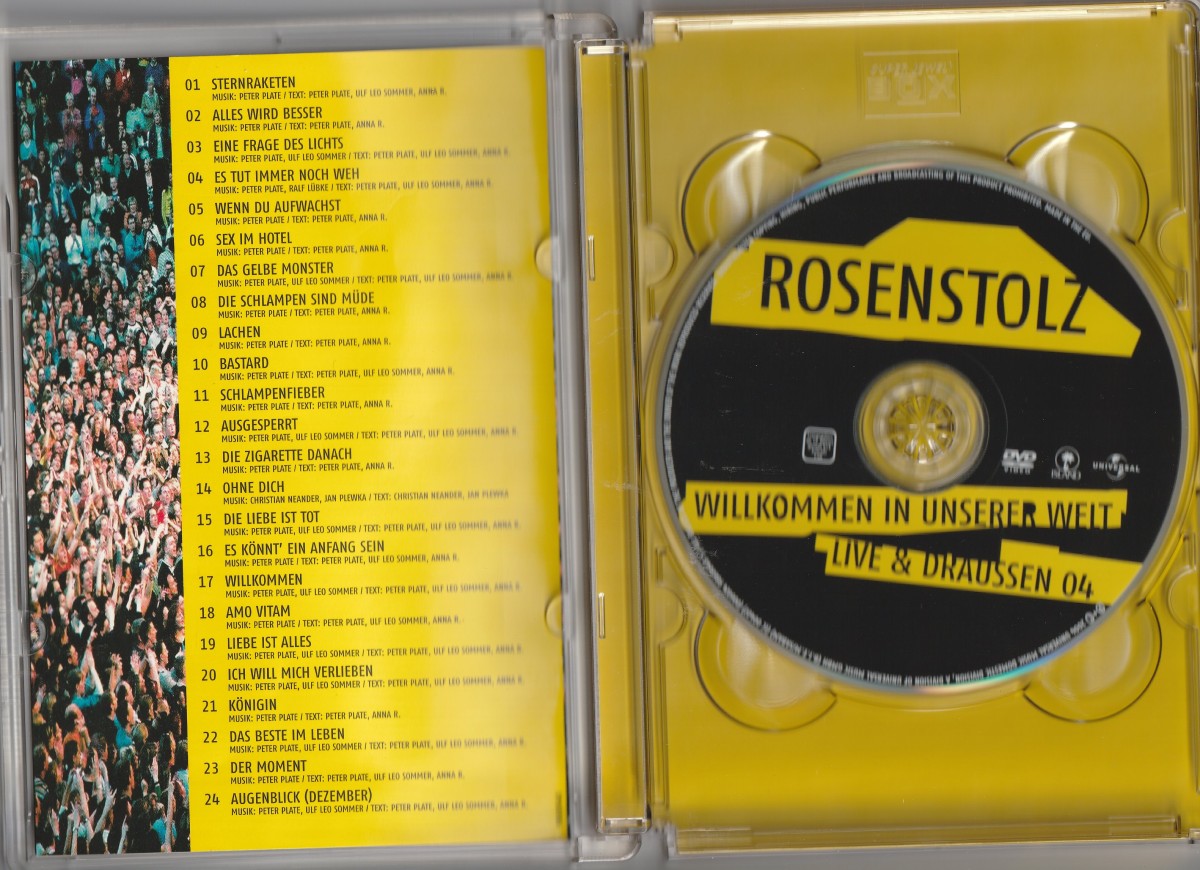 01 STERNRAKETEN
MUSIK: PETER PLATE / TEXT: PETER PLATE, ULF LEO SOMMER, ANNA R.
02 ALLES WIRD BESSER
MUSIK: PETER PLATE / TEXT: PETER PLATE, ANNA R.
03 EINE FRAGE DES LICHTS
MUSIK: PETER PLATE, ULF LEO SOMMER / TEXT: PETER PLATE, ULF LEO SOMMER, ANNA R.
04 ES TUT IMMER NOCH WEH
MUSIK: PETER PLATE, RALF LÜBKE / TEXT: PETER PLATE, ULF LEO SOMMER, ANNA R.
05 WENN DU AUFWACHST
MUSIK: PETER PLATE / TEXT: PETER PLATE, ANNA R.
06 SEX IM HOTEL
MUSIK: PETER PLATE / TEXT: PETER PLATE, ANNA R.
07 DAS GELBE MONSTER
MUSIK: PETER PLATE, ULF LEO SOMMER / TEXT: PETER PLATE, ULF LEO SOMMER, ANNA R.
08 DIE SCHLAMPEN SIND MÜDE
MUSIK: PETER PLATE / TEXT: PETER PLATE, ANNA R.
09 LACHEN
MUSIK: PETER PLATE / TEXT: PETER PLATE, ANNA R.
10 BASTARD
MUSIK: PETER PLATE / TEXT: PETER PLATE, ULF LEO SOMMER, ANNA R.
11 SCHLAMPENFIEBER
MUSIK: PETER PLATE / TEXT: PETER PLATE, ANNA R.
12 AUSGESPERRT
MUSIK: PETER PLATE, ULF LEO SOMMER / TEXT: PETER PLATE, ULF LEO SOMMER, ANNA R.
13 DIE ZIGARETTE DANACH
MUSIK: PETER PLATE / TEXT: PETER PLATE, ANNA R.
14 OHNE DICH
MUSIK: CHRISTIAN NEANDER, JAN PLEWKA / TEXT: CHRISTIAN NEANDER, JAN PLEWKA
15 DIE LIEBE IST TOT
MUSIK: PETER PLATE, ULF LEO SOMMER / TEXT: PETER PLATE, ULF LEO SOMMER, ANNA R.
16 ES KÖNNT' EIN ANFANG SEIN
MUSIK: PETER PLATE / TEXT: PETER PLATE, ULF LEO SOMMER, ANNA R.
17 WILLKOMMEN
MUSIK: PETER PLATE, ULF LEO SOMMER / TEXT: PETER PLATE, ULF LEO SOMMER, ANNA R.
18 AMO VITAM
MUSIK: PETER PLATE / TEXT: PETER PLATE, ULF LEO SOMMER, ANNA R.
19 LIEBE IST ALLES
MUSIK: PETER PLATE, ULF LEO SOMMER / TEXT: PETER PLATE, ULF LEO SOMMER, ANNA R.
20 ICH WILL MICH VERLIEBEN
MUSIK: PETER PLATE, ULF LEO SOMMER / TEXT: PETER PLATE, ULF LEO SOMMER, ANNA R.
21 KÖNIGIN
MUSIK: PETER PLATE / TEXT: PETER PLATE, ANNA R.
22 DAS BESTE IM LEBEN
MUSIK: PETER PLATE, ULF LEO SOMMER / TEXT: PETER PLATE, ULF LEO SOMMER, ANNA R.
23 DER MOMENT
MUSIK: PETER PLATE / TEXT: PETER PLATE, ULF LEO SOMMER, ANNA R.
24 AUGENBLICK (DEZEMBER)
MUSIK: PETER PLATE, ULF LEO SOMMER / TEXT: PETER PLATE, ULF LEO SOMMER, ANNA R.
SUPER JEWEL
BOX
PUBLIC PERFORMANCE AND BROADCASTING OF THIS PRODUCT PROHIBITED. MADE IN THE EU.
ROSENSTOLZ
DVD
VIDEO
ISLAND
UNIVERSAL
WILLKOMMEN IN UNSERER WELT
LIVE & DRAUSSEN 04